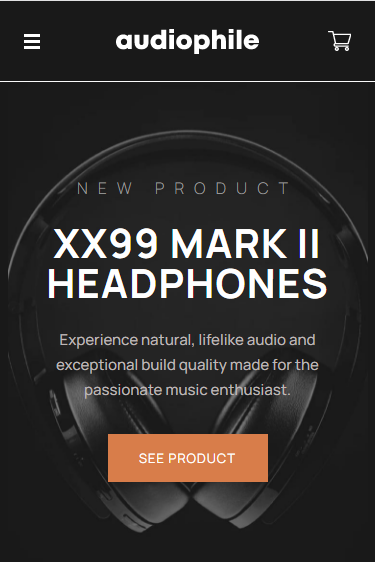 audiophile
NEW PRODUCT
XX99 MARK II
HEADPHONES
Experience natural, lifelike audio and
exceptional build quality made for the
passionate music enthusiast.
SEE PRODUCT